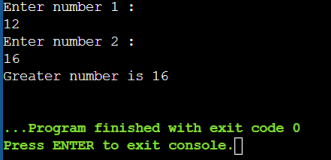 Enter number 1 :
12
Enter number 2 :
16
Greater number is 16
...Program finished with exit code 0
Press ENTER to exit console.